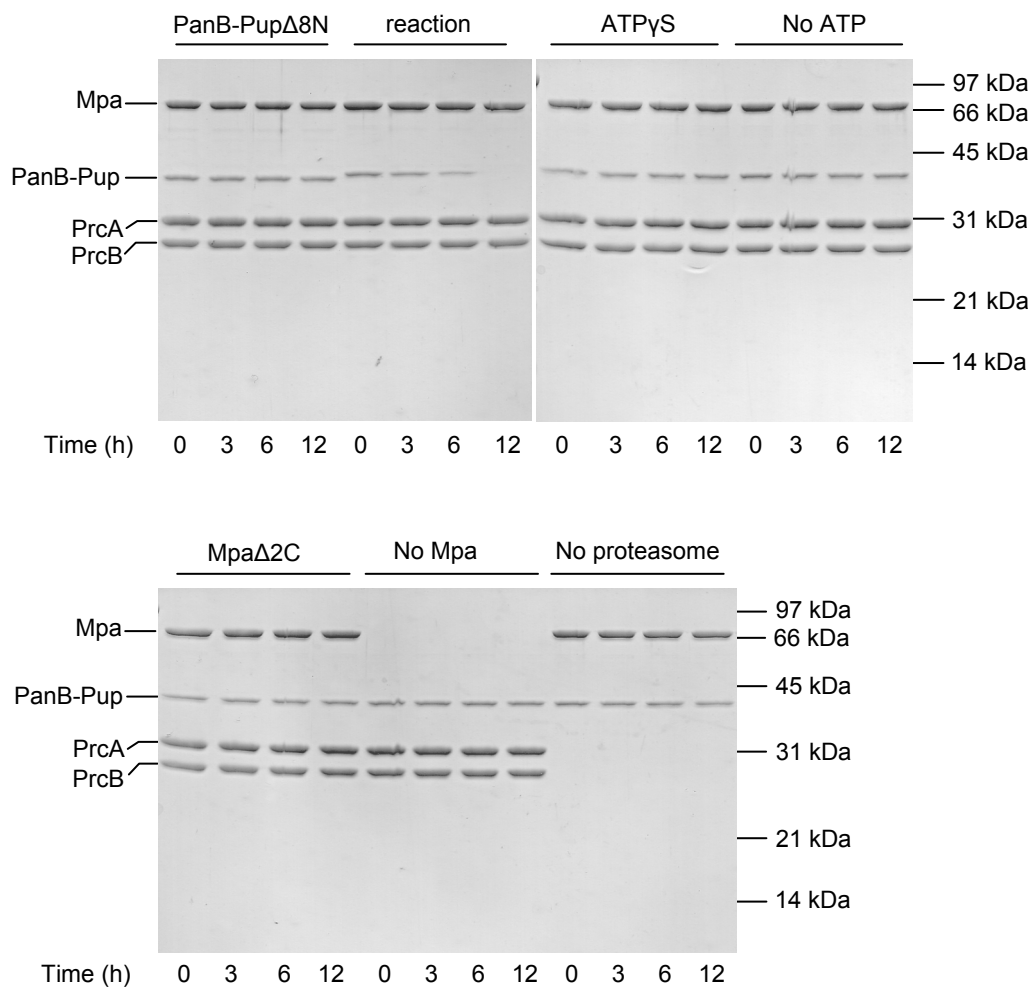 PanB-PupΔ8N reaction ATPγS No ATP
Mpa 97 kDa
66 kDa
45 kDa
PanB-Pup
PrcA 31 kDa
PrcB
21 kDa
14 kDa
Time (h) 0 3 6 12 0 3 6 12 0 3 6 12 0 3 6 12
MpaΔ2C No Mpa No proteasome
97 kDa
Mpa 66 kDa
PanB-Pup 45 kDa
PrcA 31 kDa
PrcB
21 kDa
14 kDa
Time (h) 0 3 6 12 0 3 6 12 0 3 6 12